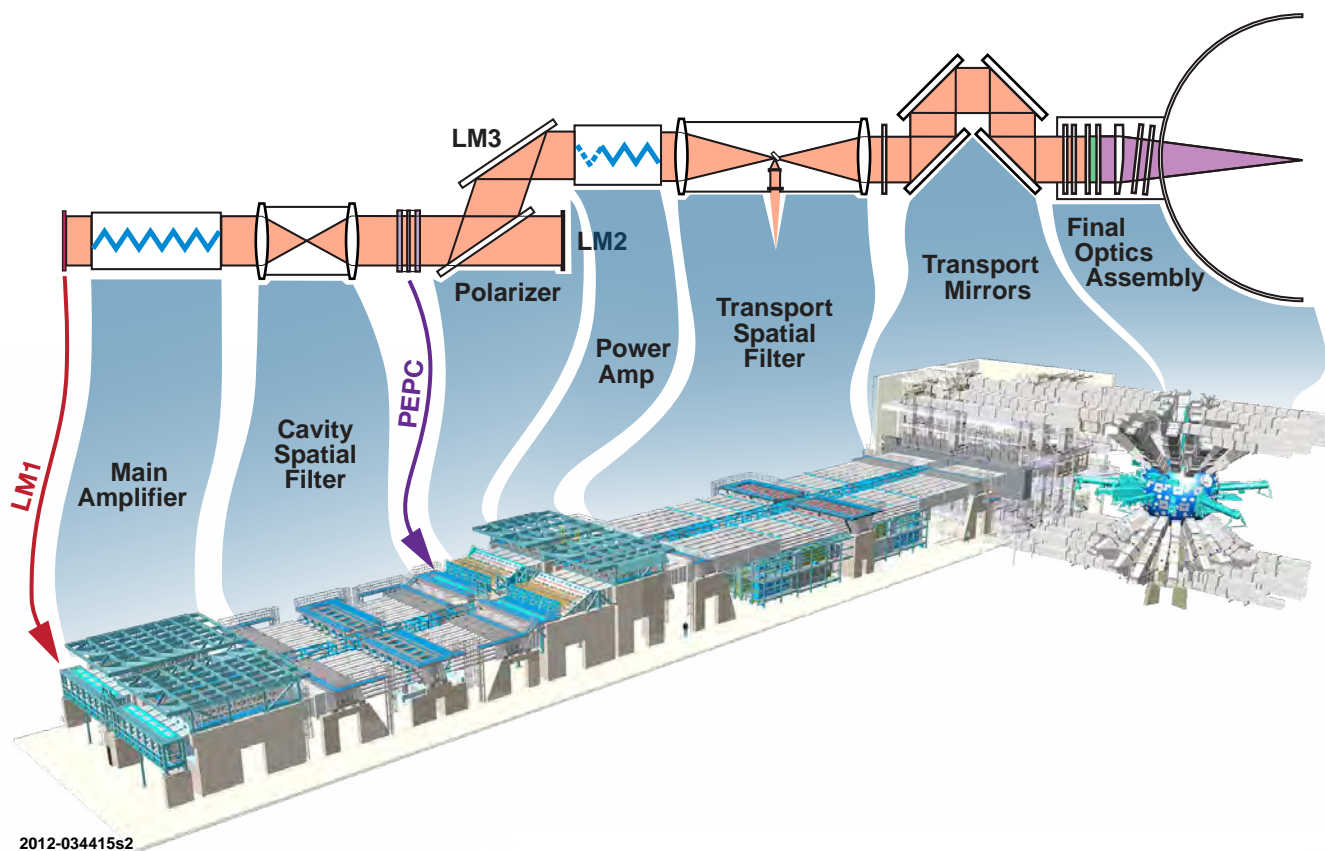 LM3
LM2
Polarizer
Power
Amp
Transport
Spatial
Filter
Transport
Mirrors
Final
Optics
Assembly
LM1
Main
Amplifier
Cavity
Spatial
Filter
PEPC
2012-034415s2